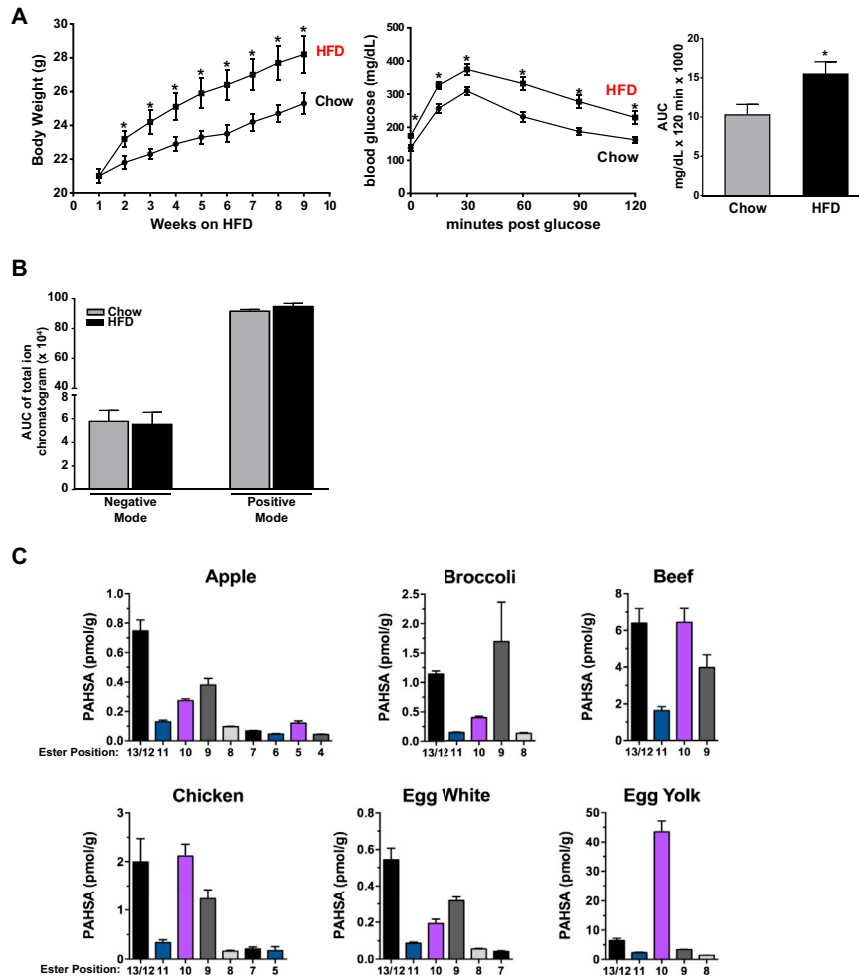 A
Body Weight (g)
30
28
26
24
22
20
* * * * * * * *
HFD
Chow
0 1 2 3 4 5 6 7 8 9 10
Weeks on HFD
blood glucose (mg/dL)
500
400
300
200
100
0
* * * * * *
HFD
Chow
0 30 60 90 120
minutes post glucose
AUC
mg/dL x 120 min x 1000
20
15
10
5
0
*
Chow HFD
B
AUC of total ion
chromatogram (x 10⁴)
100
80
60
40
8
6
4
2
0
Chow
HFD
Negative
Mode
Positive
Mode
C
Apple
PAHSA (pmol/g)
1.0
0.8
0.6
0.4
0.2
0.0
Ester Position: 13/12 11 10 9 8 7 6 5 4
Broccoli
PAHSA (pmol/g)
2.5
2.0
1.5
1.0
0.5
0.0
13/12 11 10 9 8
Beef
PAHSA (pmol/g)
8
6
4
2
0
13/12 11 10 9
Chicken
PAHSA (pmol/g)
3
2
1
0
Ester Position: 13/12 11 10 9 8 7 5
Egg White
PAHSA (pmol/g)
0.8
0.6
0.4
0.2
0.0
13/12 11 10 9 8 7
Egg Yolk
PAHSA (pmol/g)
50
40
30
20
10
0
13/12 11 10 9 8